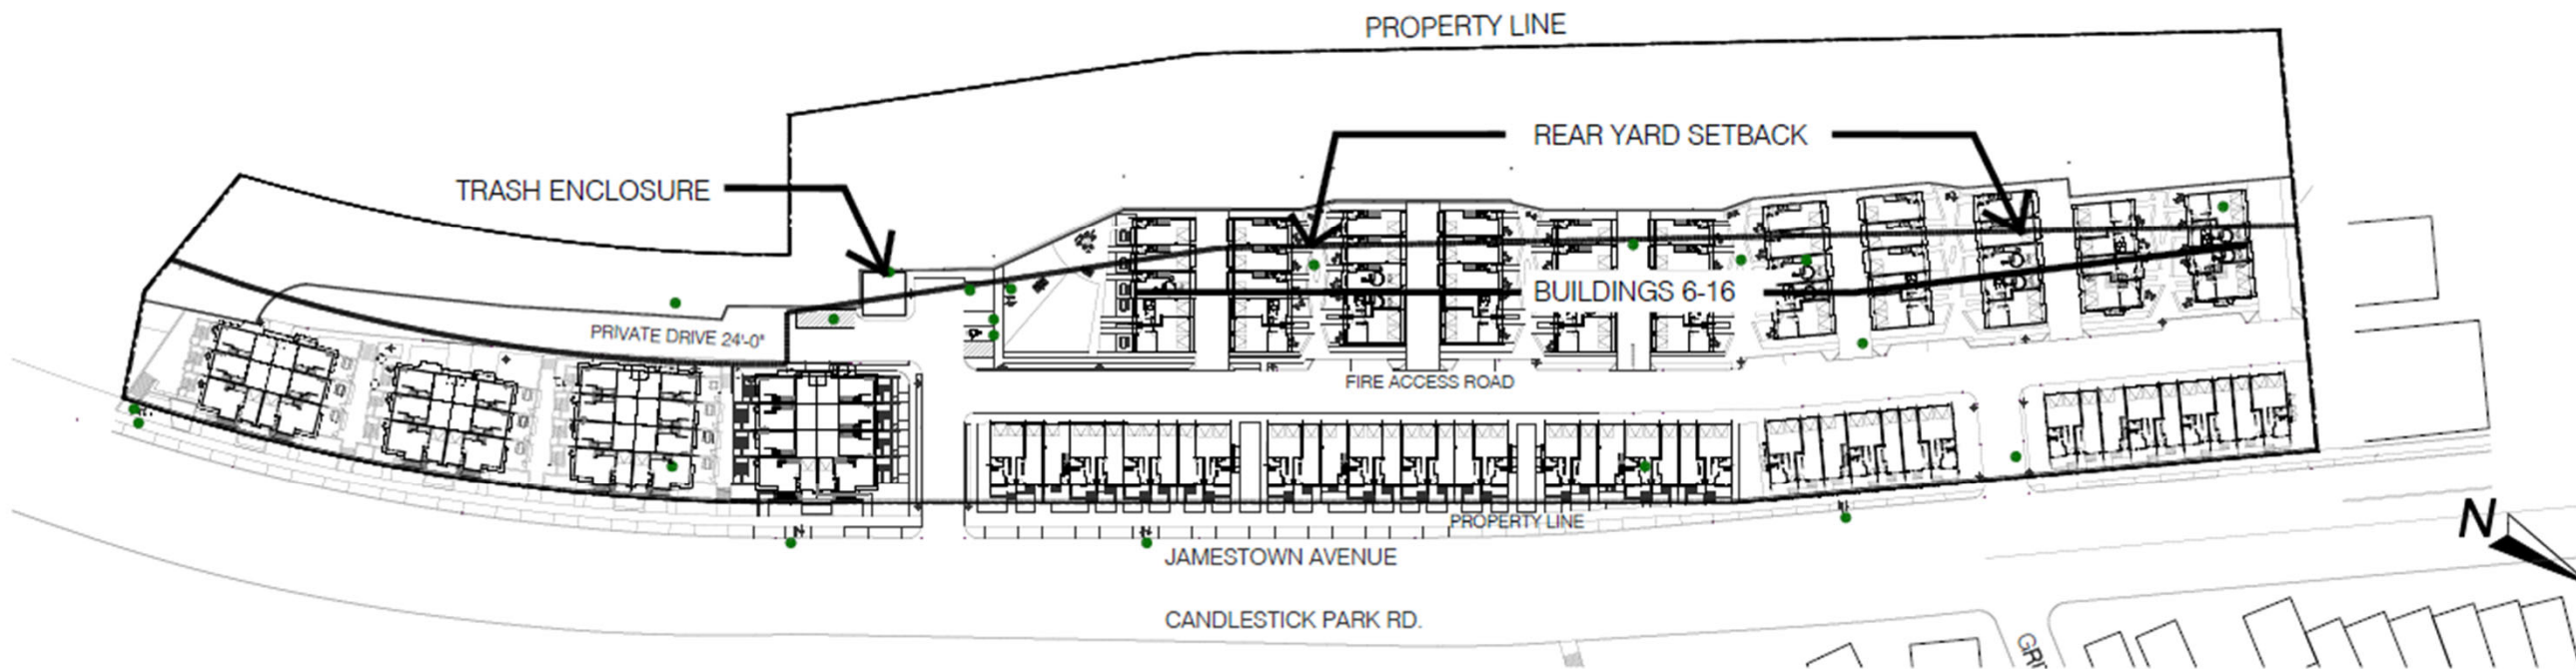 PROPERTY LINE
REAR YARD SETBACK
TRASH ENCLOSURE
BUILDINGS 6-16
PRIVATE DRIVE 24'-0"
FIRE ACCESS ROAD
PROPERTY LINE
N
JAMESTOWN AVENUE
CANDLESTICK PARK RD.